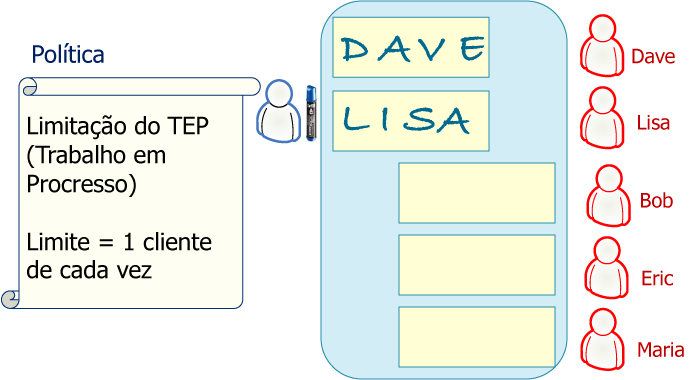 Política
Limitação do TEP
(Trabalho em
Procresso)
Limite = 1 cliente
de cada vez
DAVE
LISA
Dave
Lisa
Bob
Eric
Maria